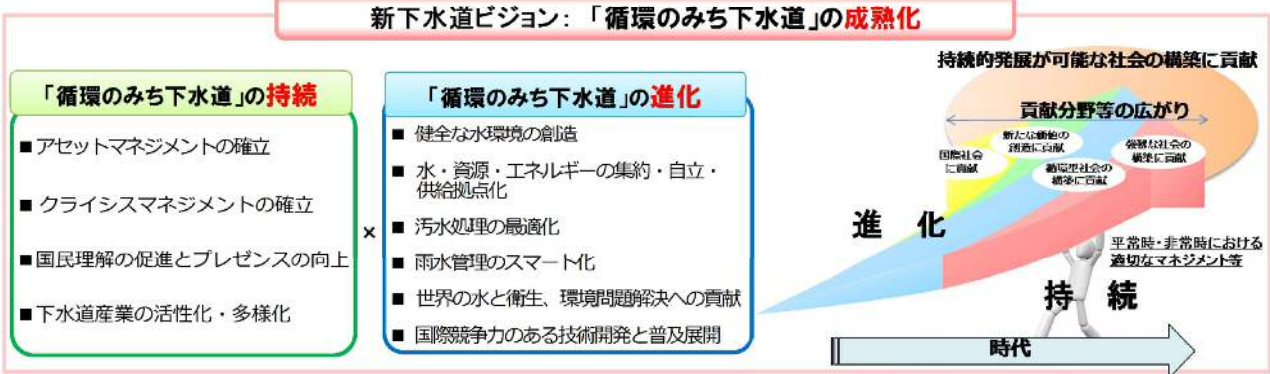 新下水道ビジョン：「循環のみち下水道」の成熟化
「循環のみち下水道」の持続
■アセットマネジメントの確立
■クライシスマネジメントの確立
■国民理解の促進とプレゼンスの向上
■下水道産業の活性化・多様化
×
「循環のみち下水道」の進化
■ 健全な水環境の創造
■ 水・資源・エネルギーの集約・自立・
供給拠点化
■ 汚水処理の最適化
■ 雨水管理のスマート化
■ 世界の水と衛生、環境問題解決への貢献
■ 国際競争力のある技術開発と普及展開
持続的発展が可能な社会の構築に貢献
貢献分野等の広がり
国際社会
に貢献
新たな価値の
創造に貢献
循環型社会の
構築に貢献
強靱な社会の
構築に貢献
進 化
平常時・非常時における
適切なマネジメント等
持 続
時代